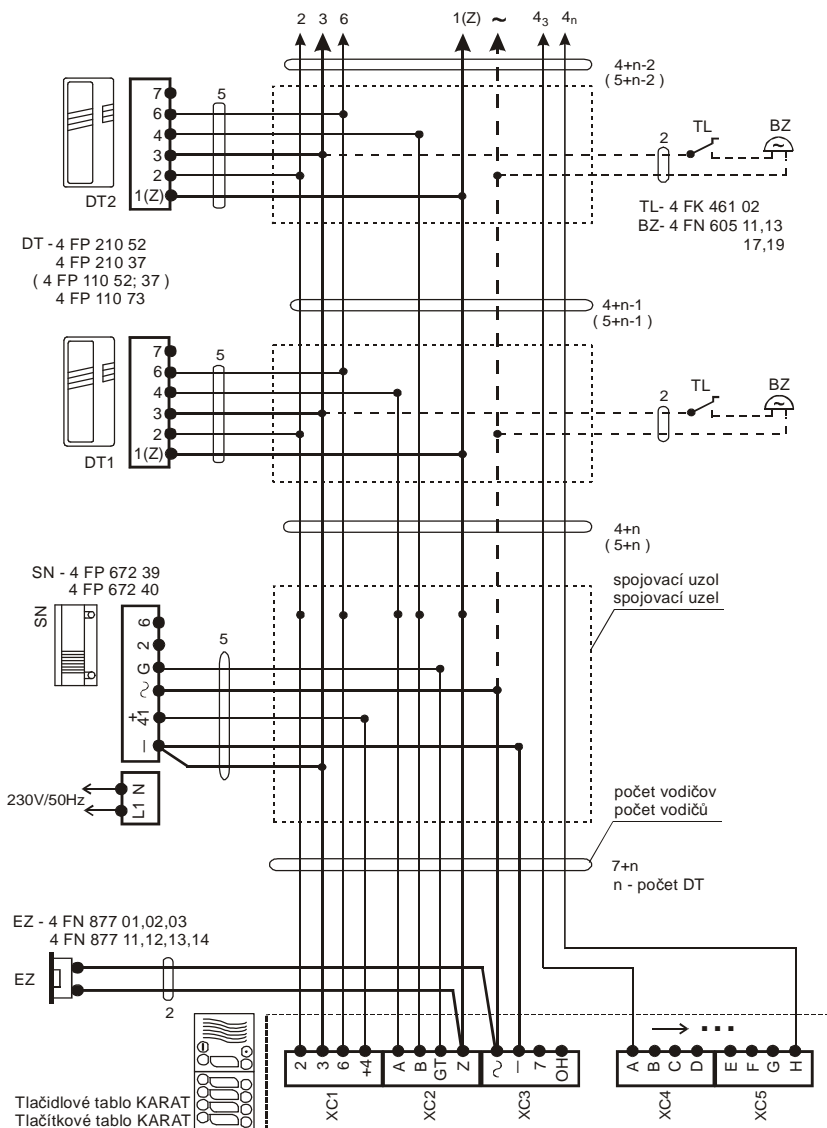 2 3 6 1(Z) ~ 4₃ 4ₙ
4+n-2
( 5+n-2 )
7
6
4
3
2
1(Z)
5
DT2
2
TL
BZ
~
TL- 4 FK 461 02
BZ- 4 FN 605 11,13
17,19
DT - 4 FP 210 52
4 FP 210 37
( 4 FP 110 52; 37 )
4 FP 110 73
4+n-1
( 5+n-1 )
7
6
4
3
2
1(Z)
5
DT1
2
TL
BZ
~
4+n
( 5+n )
SN - 4 FP 672 39
4 FP 672 40
SN
6
2
G
~
+41
–
5
spojovací uzol
spojovací uzel
230V/50Hz
L1 N
počet vodičov
počet vodičů
7+n
n - počet DT
EZ - 4 FN 877 01,02,03
4 FN 877 11,12,13,14
EZ
2
2 3 6 +4 A B GT Z ~ – 7 OH
A B C D E F G H
XC1 XC2 XC3 XC4 XC5
Tlačidlové tablo KARAT
Tlačítkové tablo KARAT